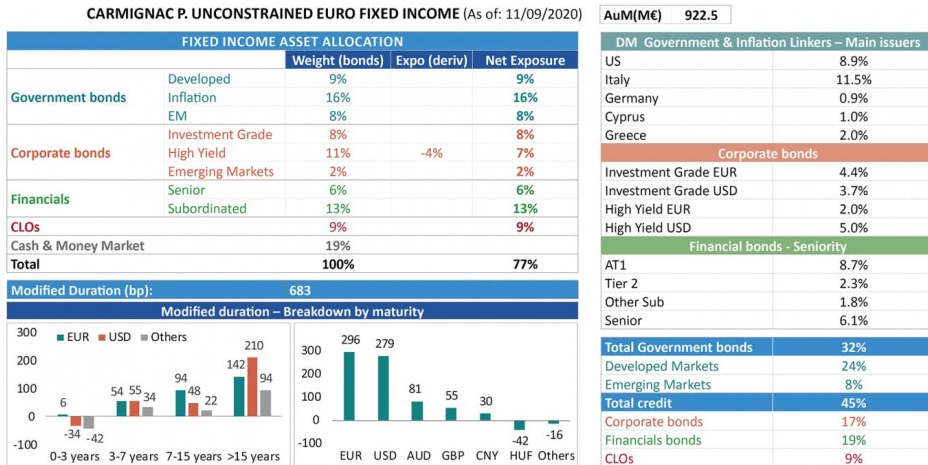 CARMIGNAC P. UNCONSTRAINED EURO FIXED INCOME (As of: 11/09/2020)
AuM(M€) 922.5
FIXED INCOME ASSET ALLOCATION
Weight (bonds) Expo (deriv) Net Exposure
Government bonds
Developed 9% 9%
Inflation 16% 16%
EM 8% 8%
Corporate bonds
Investment Grade 8% 8%
High Yield 11% -4% 7%
Emerging Markets 2% 2%
Financials
Senior 6% 6%
Subordinated 13% 13%
CLOs 9% 9%
Cash & Money Market 19%
Total 100% 77%
Modified Duration (bp): 683
Modified duration – Breakdown by maturity
EUR USD Others
300
200
100
0
-100
6 -34 -42
54 55 34
94 48 22
142 210 94
0-3 years 3-7 years 7-15 years >15 years
300
200
100
0
-100
296 279 81 55 30 -42 -16
EUR USD AUD GBP CNY HUF Others
DM Government & Inflation Linkers – Main issuers
US 8.9%
Italy 11.5%
Germany 0.9%
Cyprus 1.0%
Greece 2.0%
Corporate bonds
Investment Grade EUR 4.4%
Investment Grade USD 3.7%
High Yield EUR 2.0%
High Yield USD 5.0%
Financial bonds - Seniority
AT1 8.7%
Tier 2 2.3%
Other Sub 1.8%
Senior 6.1%
Total Government bonds 32%
Developed Markets 24%
Emerging Markets 8%
Total credit 45%
Corporate bonds 17%
Financials bonds 19%
CLOs 9%